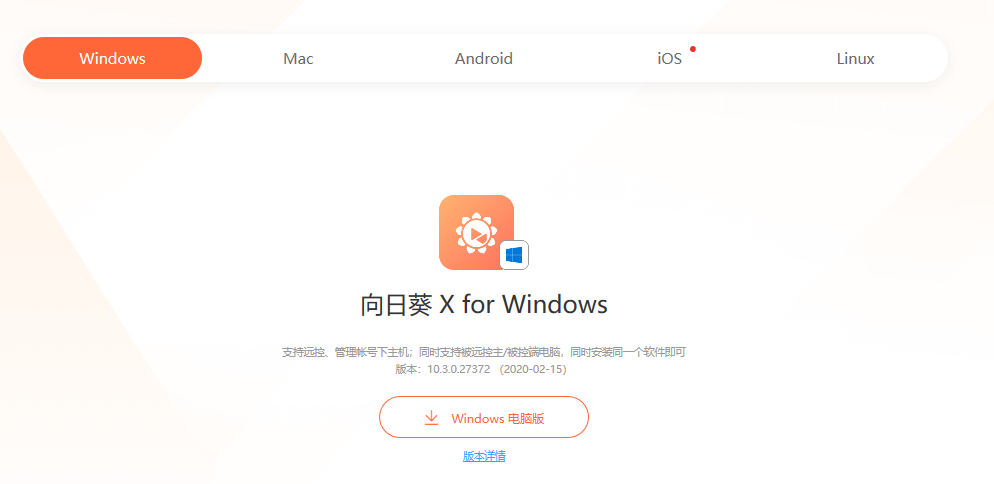 Windows Mac Android iOS Linux
向日葵 X for Windows
支持远控、管理帐号下主机；同时支持被远控主/被控端电脑，同时安装同一个软件即可
版本：10.3.0.27372 （2020-02-15）
Windows 电脑版
版本详情